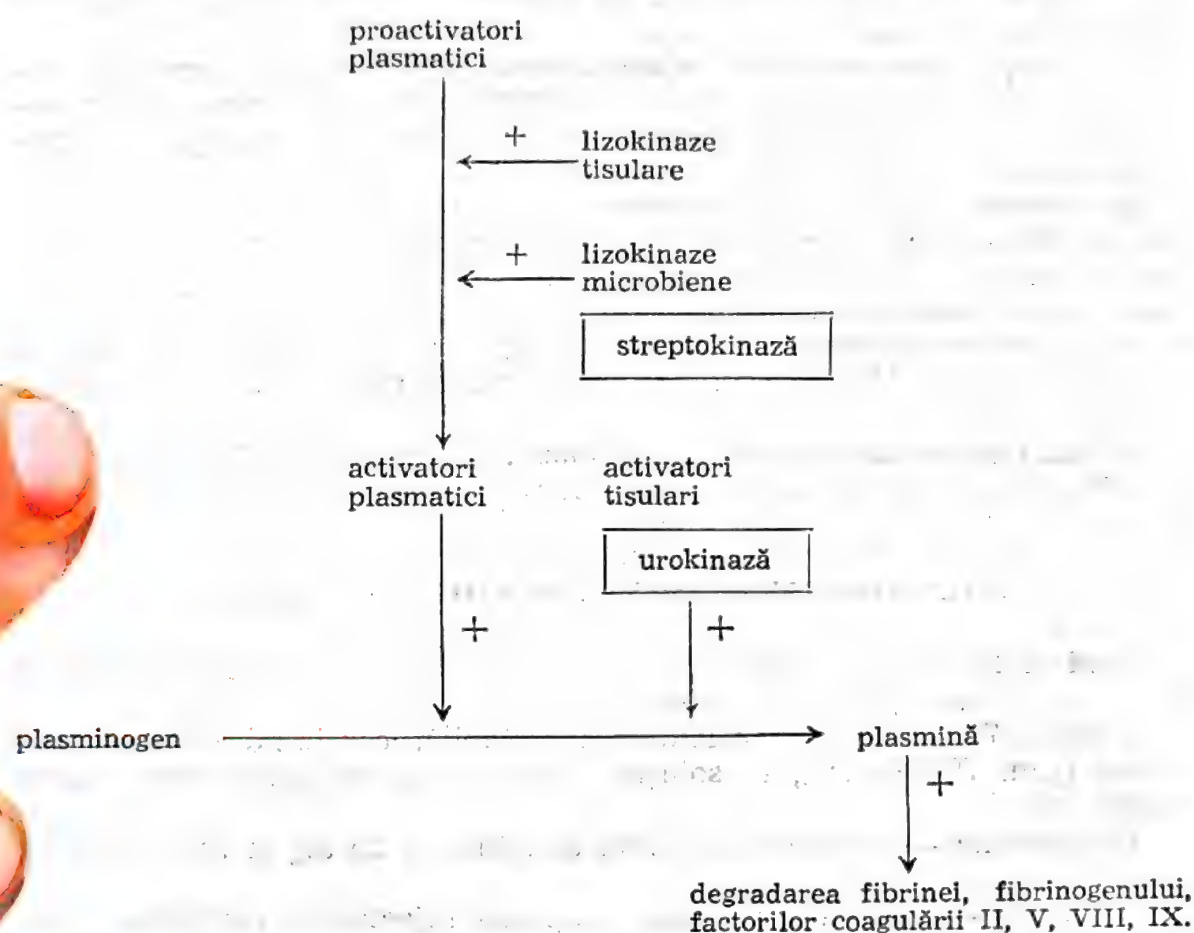 proactivatori
plasmatici
+ lizokinaze
tisulare
+ lizokinaze
microbiene
streptokinază
activatori
plasmatici
activatori
tisulari
urokinază
+ +
plasminogen plasmină
+
degradarea fibrinei, fibrinogenului,
factorilor coagulării II, V, VIII, IX.